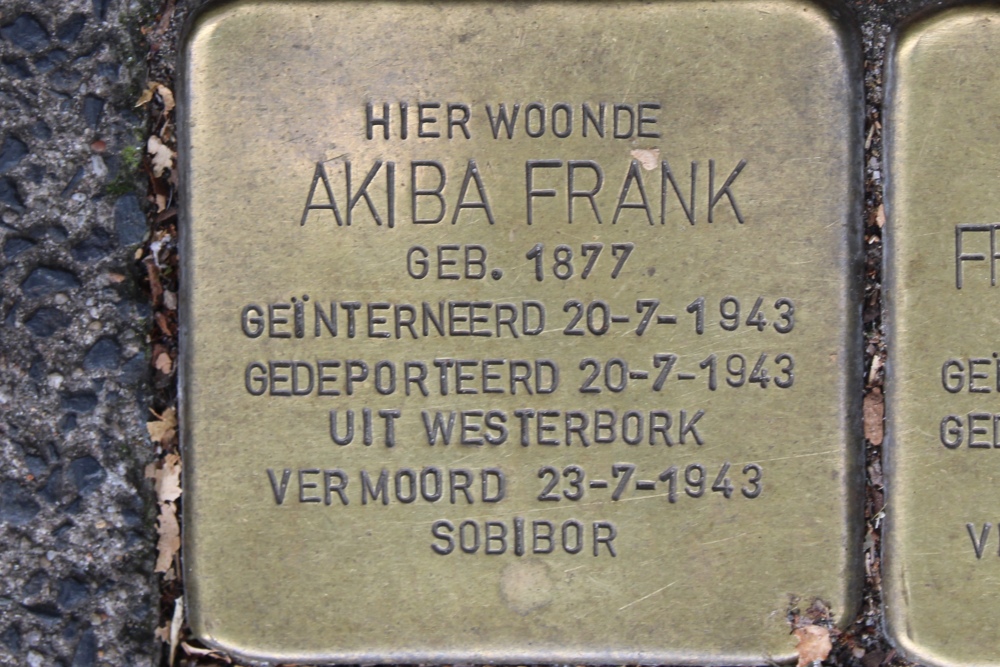 HIER WOONDE
AKIBA FRANK
GEB. 1877
GEÏNTERNEERD 20-7-1943
GEDEPORTEERD 20-7-1943
UIT WESTERBORK
VERMOORD 23-7-1943
SOBIBOR